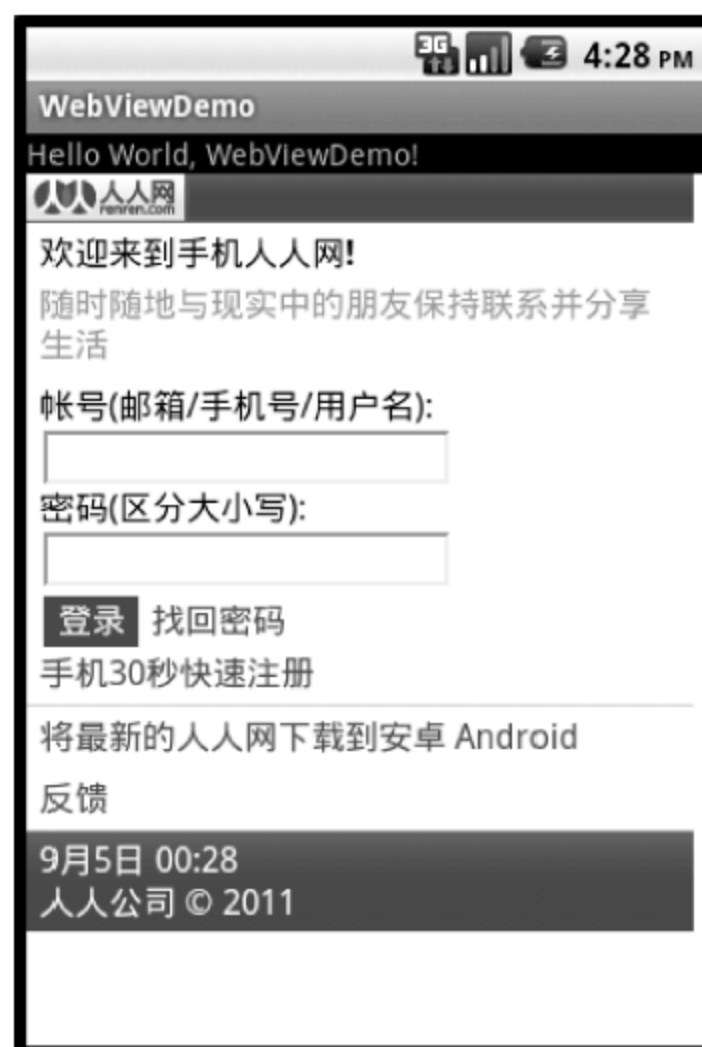 3G 4:28 PM
WebViewDemo
Hello World, WebViewDemo!
人人网
renren.com
欢迎来到手机人人网!
随时随地与现实中的朋友保持联系并分享
生活
帐号(邮箱/手机号/用户名):
密码(区分大小写):
登录 找回密码
手机30秒快速注册
将最新的人人网下载到安卓 Android
反馈
9月5日 00:28
人人公司 © 2011